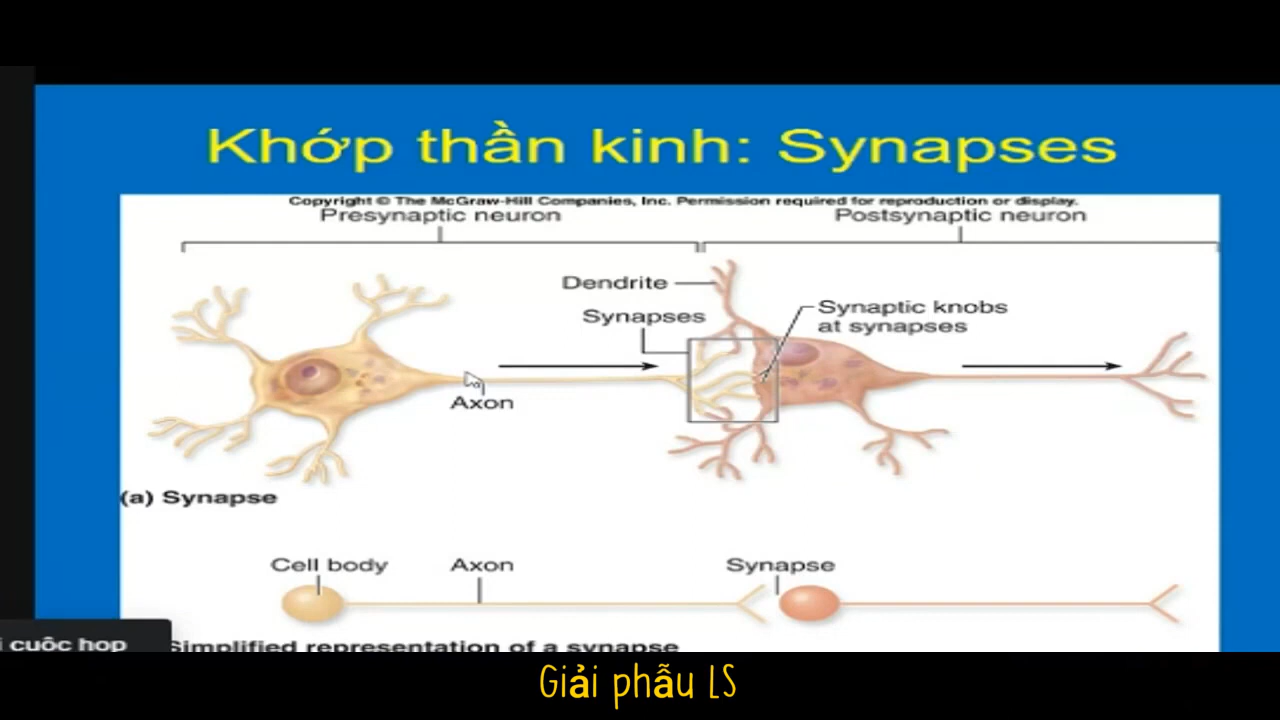 Khớp thần kinh: Synapses
Copyright © The McGraw-Hill Companies, Inc. Permission required for reproduction or display.
Presynaptic neuron
Postsynaptic neuron
Dendrite
Synapses
Synaptic knobs
at synapses
Axon
(a) Synapse
Cell body
Axon
Synapse
i cuộc họp
Simplified representation of a synapse
Giải phẫu LS